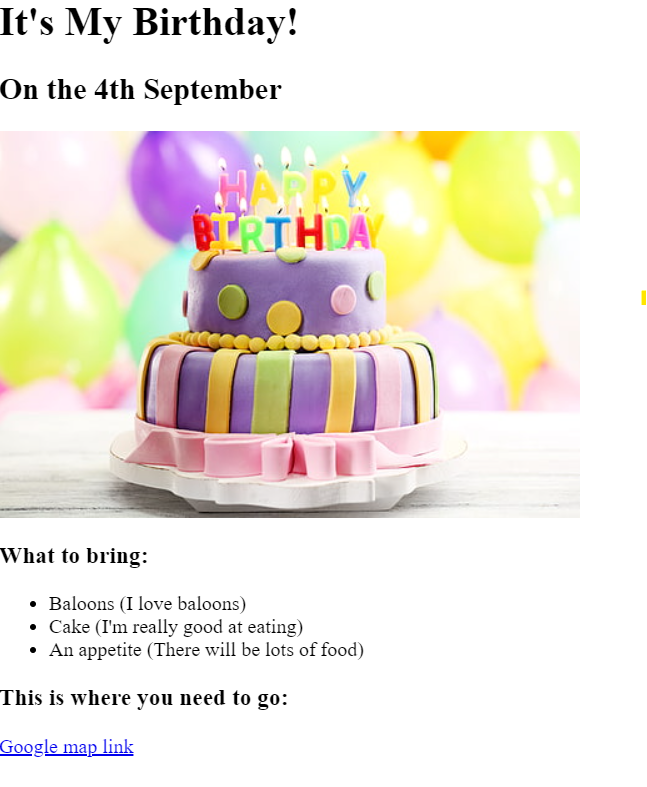 It's My Birthday!
On the 4th September
HAPPY
BIRTHDAY
What to bring:
Baloons (I love baloons)
Cake (I'm really good at eating)
An appetite (There will be lots of food)
This is where you need to go:
Google map link